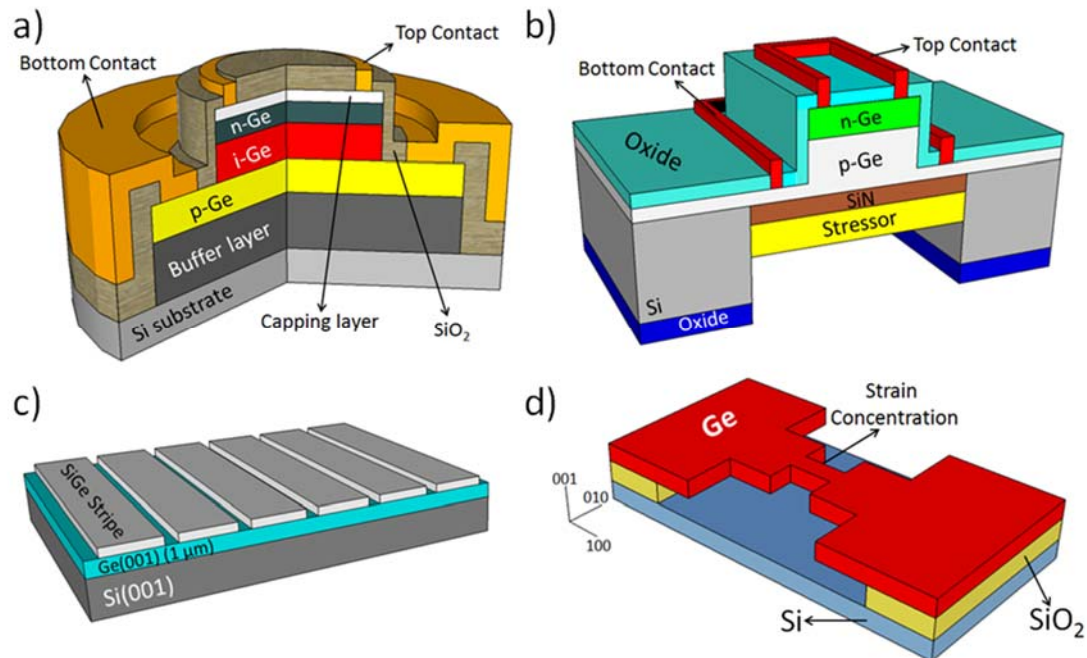 a)
Bottom Contact
Top Contact
n-Ge
i-Ge
p-Ge
Buffer layer
Si substrate
Capping layer
SiO2
b)
Bottom Contact
Top Contact
Oxide
n-Ge
p-Ge
SiN
Stressor
Si
Oxide
c)
SiGe Stripe
Ge(001) (1 μm)
Si(001)
d)
Strain
Concentration
Ge
001
010
100
Si
SiO2